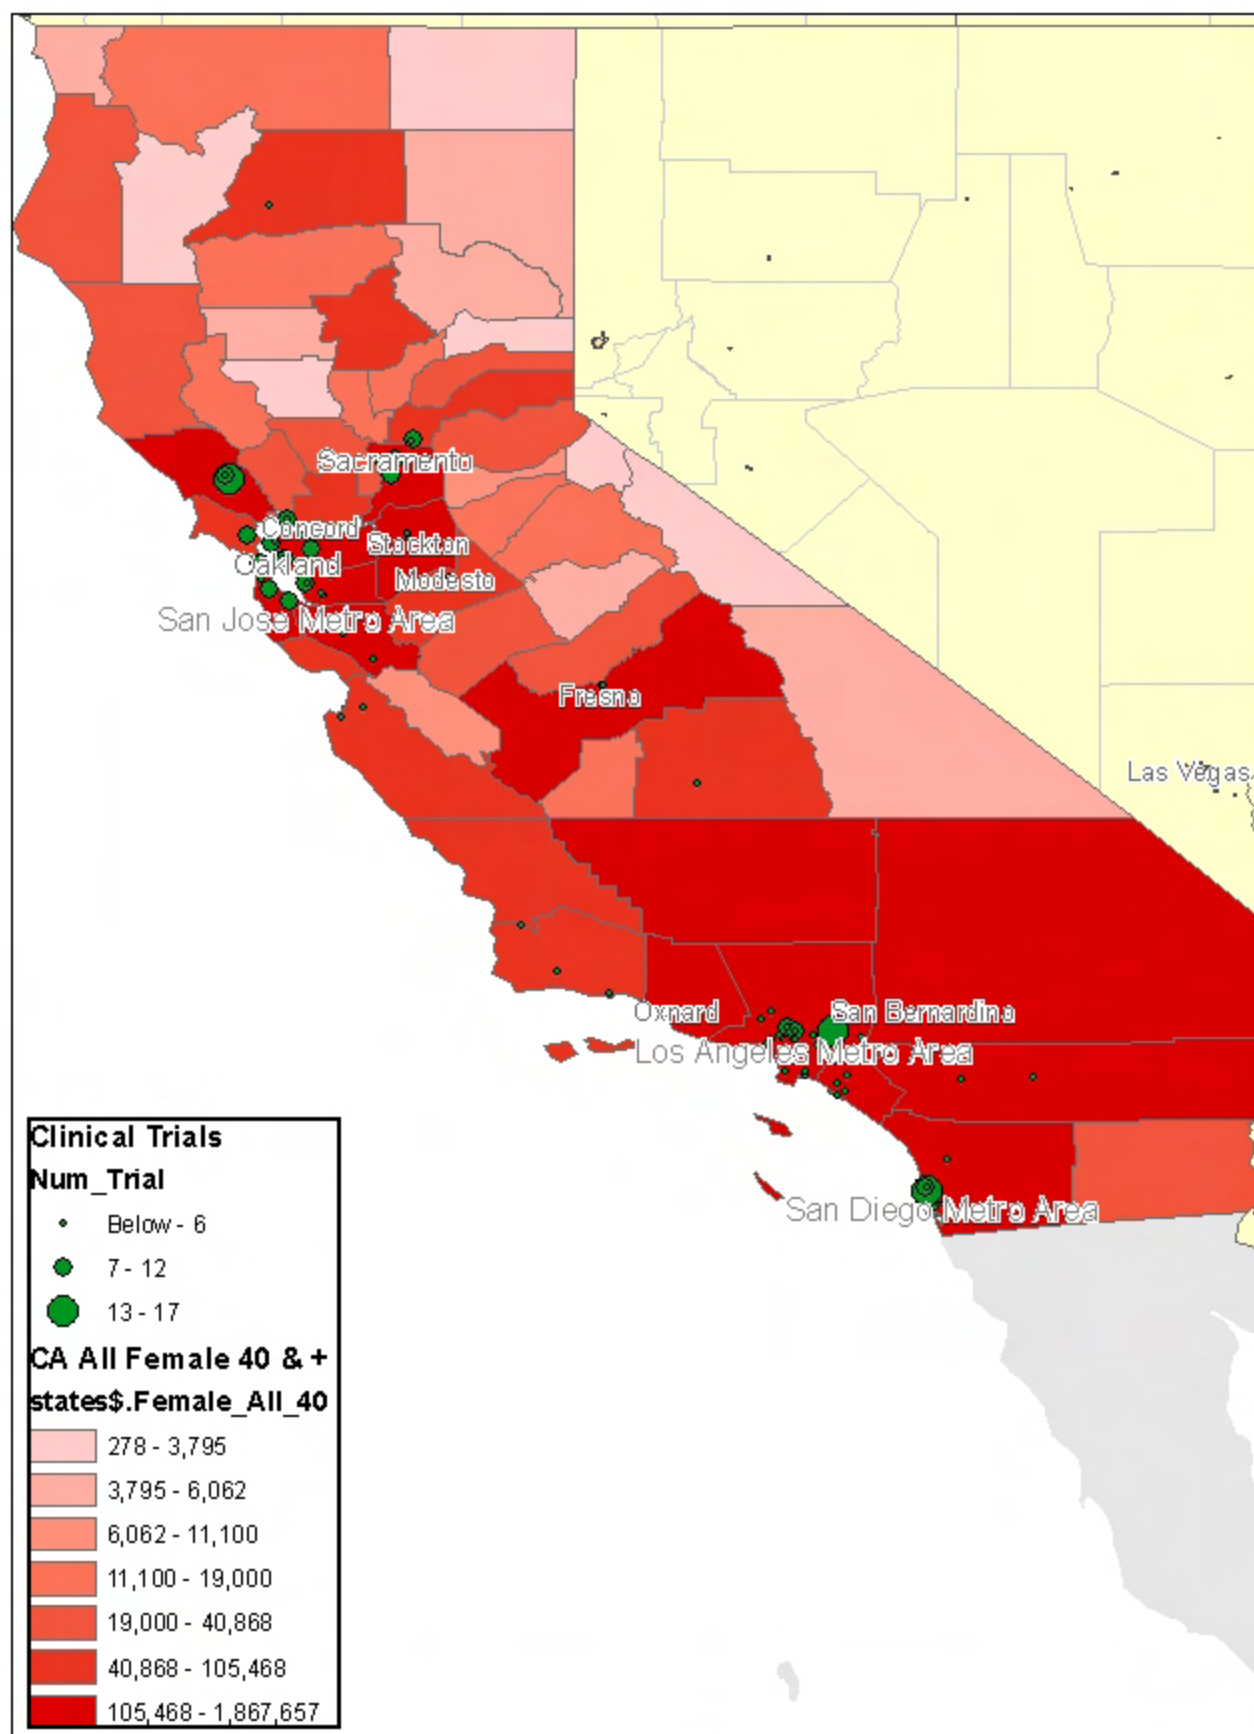 Sacramento
Concord
Stockton
Oakland
Modesto
San Jose Metro Area
Fresno
Las Vegas
Oxnard
San Bernardino
Los Angeles Metro Area
San Diego Metro Area
Clinical Trials
Num_Trial
Below - 6
7 - 12
13 - 17
CA All Female 40 & +
states$.Female_All_40
278 - 3,795
3,795 - 6,062
6,062 - 11,100
11,100 - 19,000
19,000 - 40,868
40,868 - 105,468
105,468 - 1,867,657